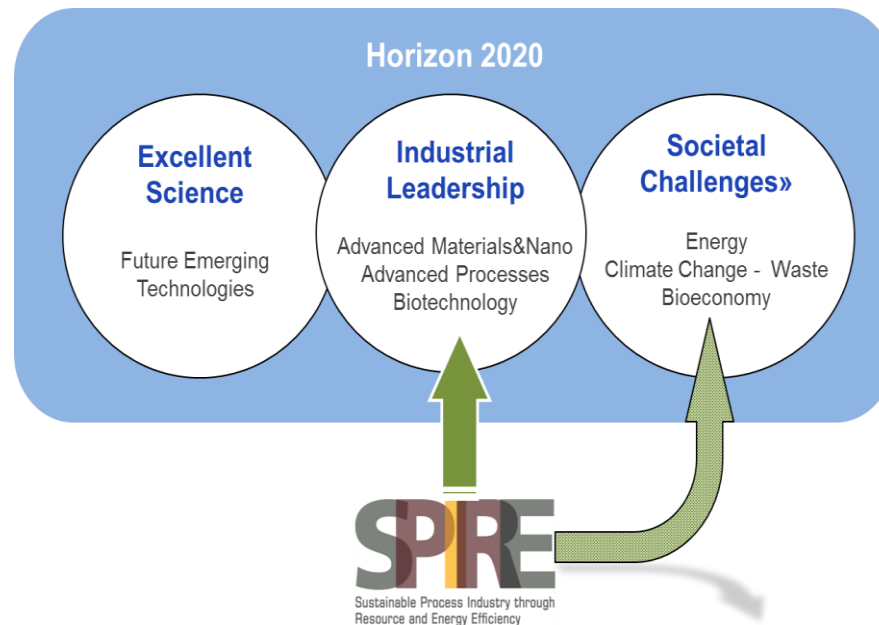 Horizon 2020
Excellent
Science
Future Emerging
Technologies
Industrial
Leadership
Advanced Materials&Nano
Advanced Processes
Biotechnology
Societal
Challenges»
Energy
Climate Change - Waste
Bioeconomy
SPIRE
Sustainable Process Industry through
Resource and Energy Efficiency